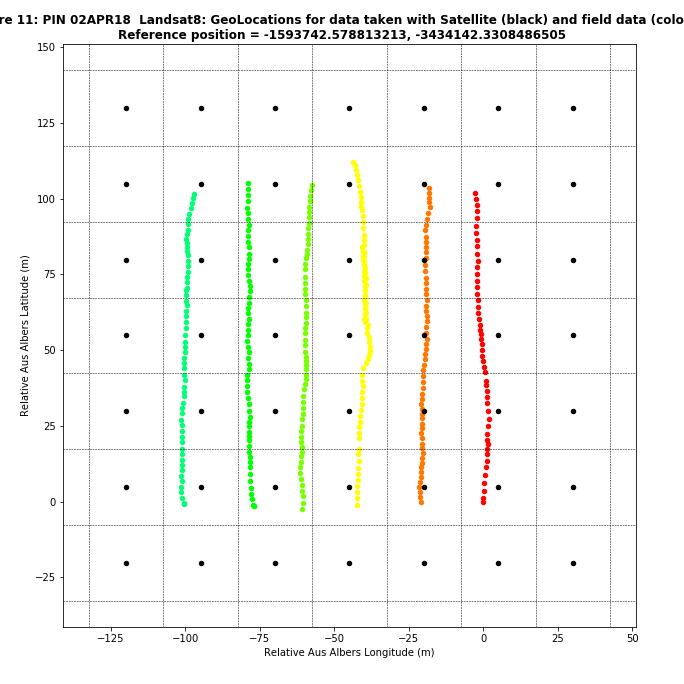 re 11: PIN 02APR18 Landsat8: GeoLocations for data taken with Satellite (black) and field data (colo
Reference position = -1593742.578813213, -3434142.3308486505
150
125
100
75
50
25
0
−25
Relative Aus Albers Latitude (m)
−125 −100 −75 −50 −25 0 25 50
Relative Aus Albers Longitude (m)